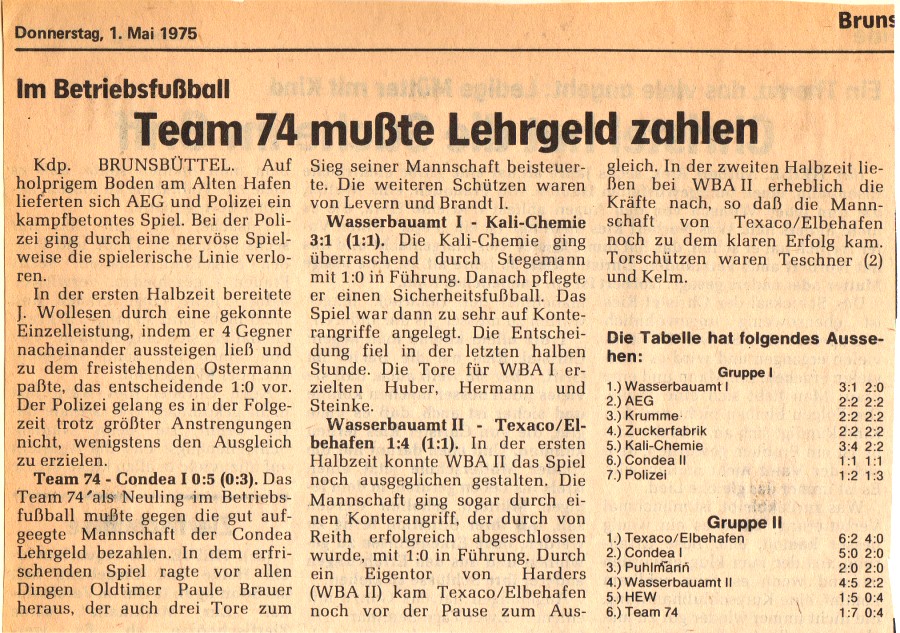 Bruns
Donnerstag, 1. Mai 1975
Im Betriebsfußball
Team 74 mußte Lehrgeld zahlen
Kdp. BRUNSBÜTTEL. Auf
holprigem Boden am Alten Hafen
lieferten sich AEG und Polizei ein
kampfbetontes Spiel. Bei der Poli-
zei ging durch eine nervöse Spiel-
weise die spielerische Linie verlo-
ren.
In der ersten Halbzeit bereitete
J. Wollesen durch eine gekonnte
Einzelleistung, indem er 4 Gegner
nacheinander aussteigen ließ und
zu dem freistehenden Ostermann
paßte, das entscheidende 1:0 vor.
Der Polizei gelang es in der Folge-
zeit trotz größter Anstrengungen
nicht, wenigstens den Ausgleich
zu erzielen.
Team 74 - Condea I 0:5 (0:3). Das
Team 74 als Neuling im Betriebs-
fußball mußte gegen die gut auf-
geegte Mannschaft der Condea
Lehrgeld bezahlen. In dem erfri-
schenden Spiel ragte vor allen
Dingen Oldtimer Paule Brauer
heraus, der auch drei Tore zum
Sieg seiner Mannschaft beisteuer-
te. Die weiteren Schützen waren
von Levern und Brandt I.
Wasserbauamt I - Kali-Chemie
3:1 (1:1). Die Kali-Chemie ging
überraschend durch Stegemann
mit 1:0 in Führung. Danach pflegte
er einen Sicherheitsfußball. Das
Spiel war dann zu sehr auf Konte-
rangriffe angelegt. Die Entschei-
dung fiel in der letzten halben
Stunde. Die Tore für WBA I er-
zielten Huber, Hermann und
Steinke.
Wasserbauamt II - Texaco/El-
behafen 1:4 (1:1). In der ersten
Halbzeit konnte WBA II das Spiel
noch ausgeglichen gestalten. Die
Mannschaft ging sogar durch ei-
nen Konterangriff, der durch von
Reith erfolgreich abgeschlossen
wurde, mit 1:0 in Führung. Durch
ein Eigentor von Harders
(WBA II) kam Texaco/Elbehafen
noch vor der Pause zum Aus-
gleich. In der zweiten Halbzeit lie-
ßen bei WBA II erheblich die
Kräfte nach, so daß die Mann-
schaft von Texaco/Elbehafen
noch zu dem klaren Erfolg kam.
Torschützen waren Teschner (2)
und Kelm.
Die Tabelle hat folgendes Ausse-
hen:
Gruppe I
1.) Wasserbauamt I 3:1 2:0
2.) AEG 2:2 2:2
3.) Krumme 2:2 2:2
4.) Zuckerfabrik 2:2 2:2
5.) Kali-Chemie 3:4 2:2
6.) Condea II 1:1 1:1
7.) Polizei 1:2 1:3
Gruppe II
1.) Texaco/Elbehafen 6:2 4:0
2.) Condea I 5:0 2:0
3.) Puhlmann 2:0 2:0
4.) Wasserbauamt II 4:5 2:2
5.) HEW 1:5 0:4
6.) Team 74 1:7 0:4